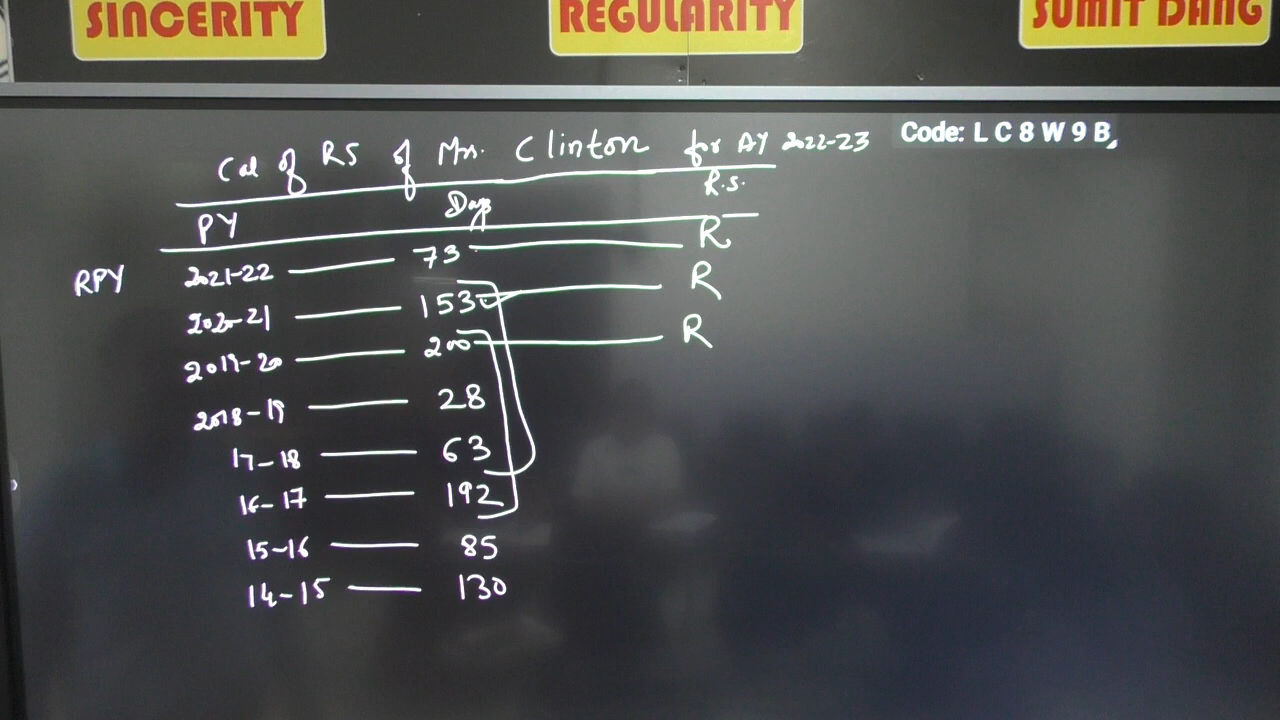 SINCERITY
REGULARITY
SUMIT DANG
Code: L C 8 W 9 B,
Cal of RS of Mr. Clinton for AY 2022-23
PY Days R.S.
RPY 2021-22 — 73 — R
2020-21 — 153 — R
2019-20 — 200 — R
2018-19 — 28
17-18 — 63
16-17 — 192
15-16 — 85
14-15 — 130